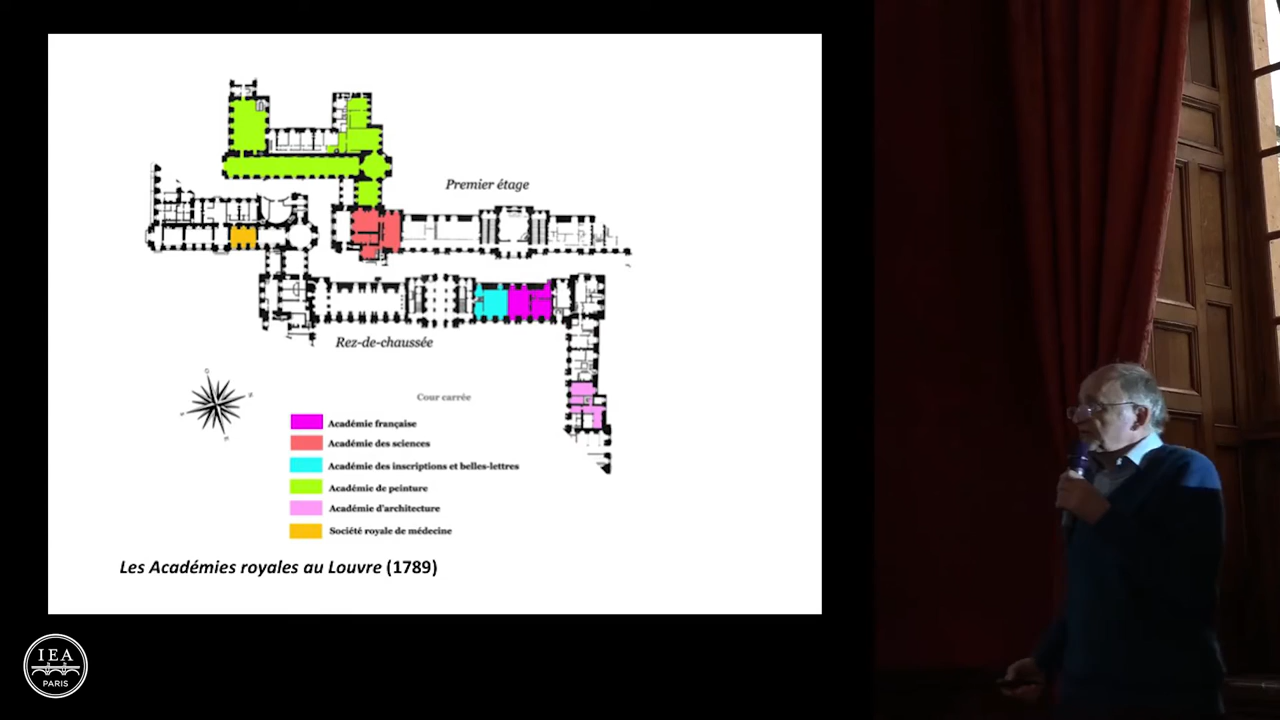 Premier étage
Rez-de-chaussée
Cour carrée
Académie française
Académie des sciences
Académie des inscriptions et belles-lettres
Académie de peinture
Académie d'architecture
Société royale de médecine
Les Académies royales au Louvre (1789)
IEA
PARIS